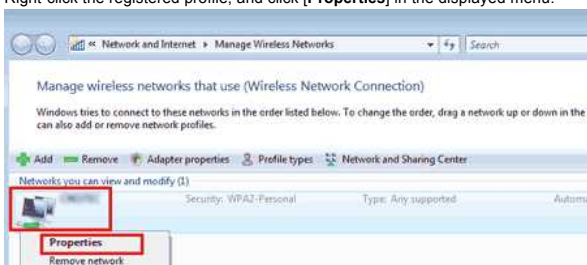 Right-click the registered profile, and click [Properties] in the displayed menu.
Network and Internet ▸ Manage Wireless Networks
Search
Manage wireless networks that use (Wireless Network Connection)
Windows tries to connect to these networks in the order listed below. To change the order, drag a network up or down in the
can also add or remove network profiles.
Add Remove Adapter properties Profile types Network and Sharing Center
Networks you can view and modify (1)
Security: WPA2-Personal Type: Any supported Automa
Properties
Remove network